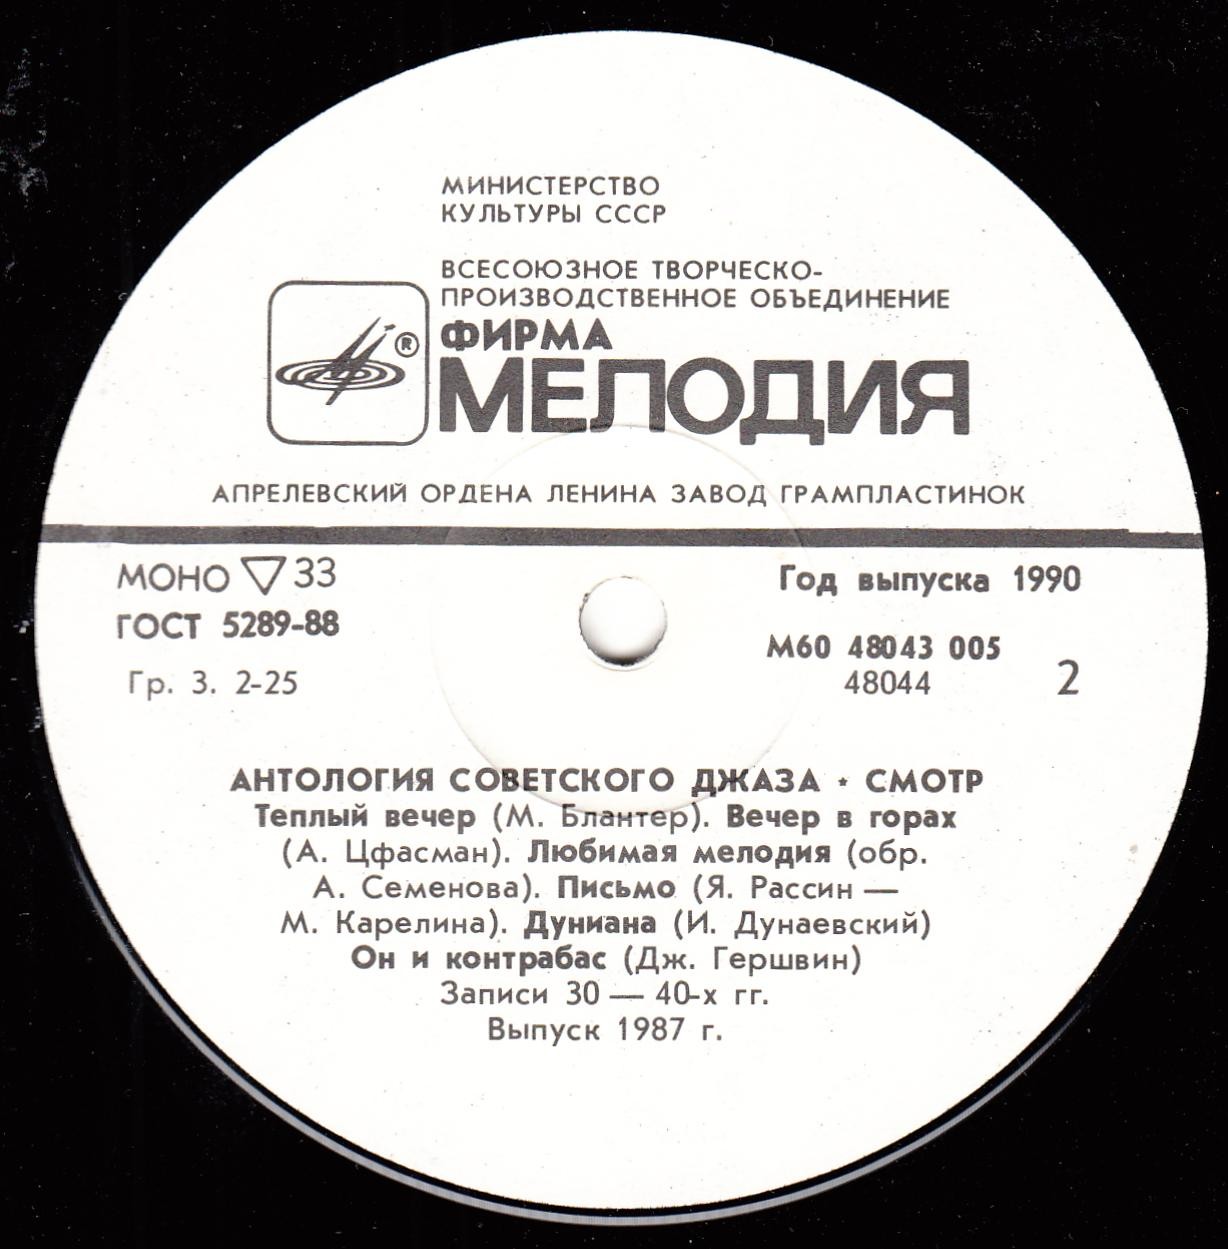 МИНИСТЕРСТВО
КУЛЬТУРЫ СССР
ВСЕСОЮЗНОЕ ТВОРЧЕСКО-
ПРОИЗВОДСТВЕННОЕ ОБЪЕДИНЕНИЕ
ФИРМА
®
МЕЛОДИЯ
АПРЕЛЕВСКИЙ ОРДЕНА ЛЕНИНА ЗАВОД ГРАМПЛАСТИНОК
МОНО ▽ 33
ГОСТ 5289-88
Гр. 3. 2-25
Год выпуска 1990
М60 48043 005
48044
2
АНТОЛОГИЯ СОВЕТСКОГО ДЖАЗА · СМОТР
Теплый вечер (М. Блантер). Вечер в горах
(А. Цфасман). Любимая мелодия (обр.
А. Семенова). Письмо (Я. Рассин —
М. Карелина). Дуниана (И. Дунаевский)
Он и контрабас (Дж. Гершвин)
Записи 30 — 40-х гг.
Выпуск 1987 г.